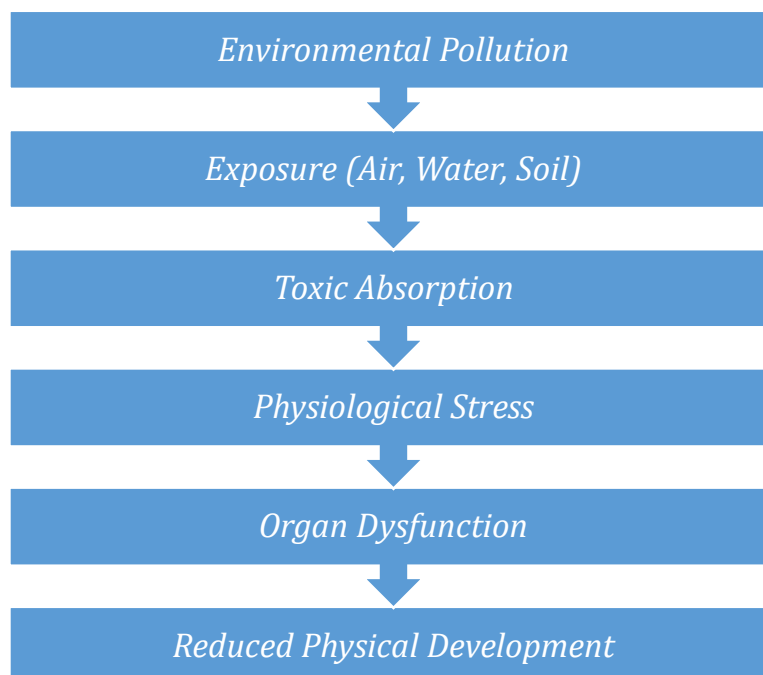 Environmental Pollution
Exposure (Air, Water, Soil)
Toxic Absorption
Physiological Stress
Organ Dysfunction
Reduced Physical Development